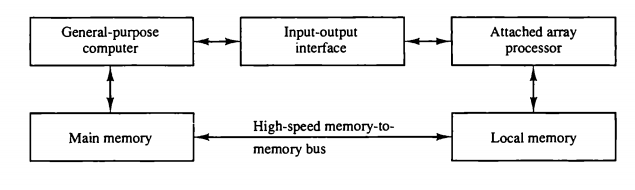 General-purpose
computer
Input-output
interface
Attached array
processor
Main memory
High-speed memory-to-
memory bus
Local memory